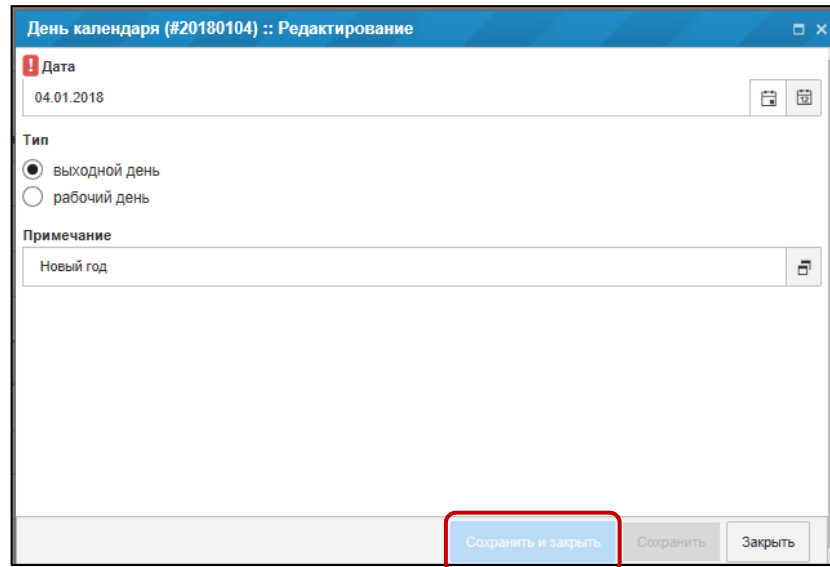 День календаря (#20180104) :: Редактирование
! Дата
04.01.2018
12
Тип
выходной день
рабочий день
Примечание
Новый год
Сохранить и закрыть Сохранить Закрыть